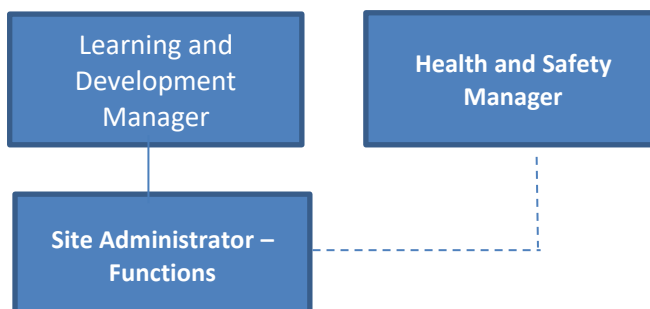 Learning and
Development
Manager
Health and Safety
Manager
Site Administrator –
Functions